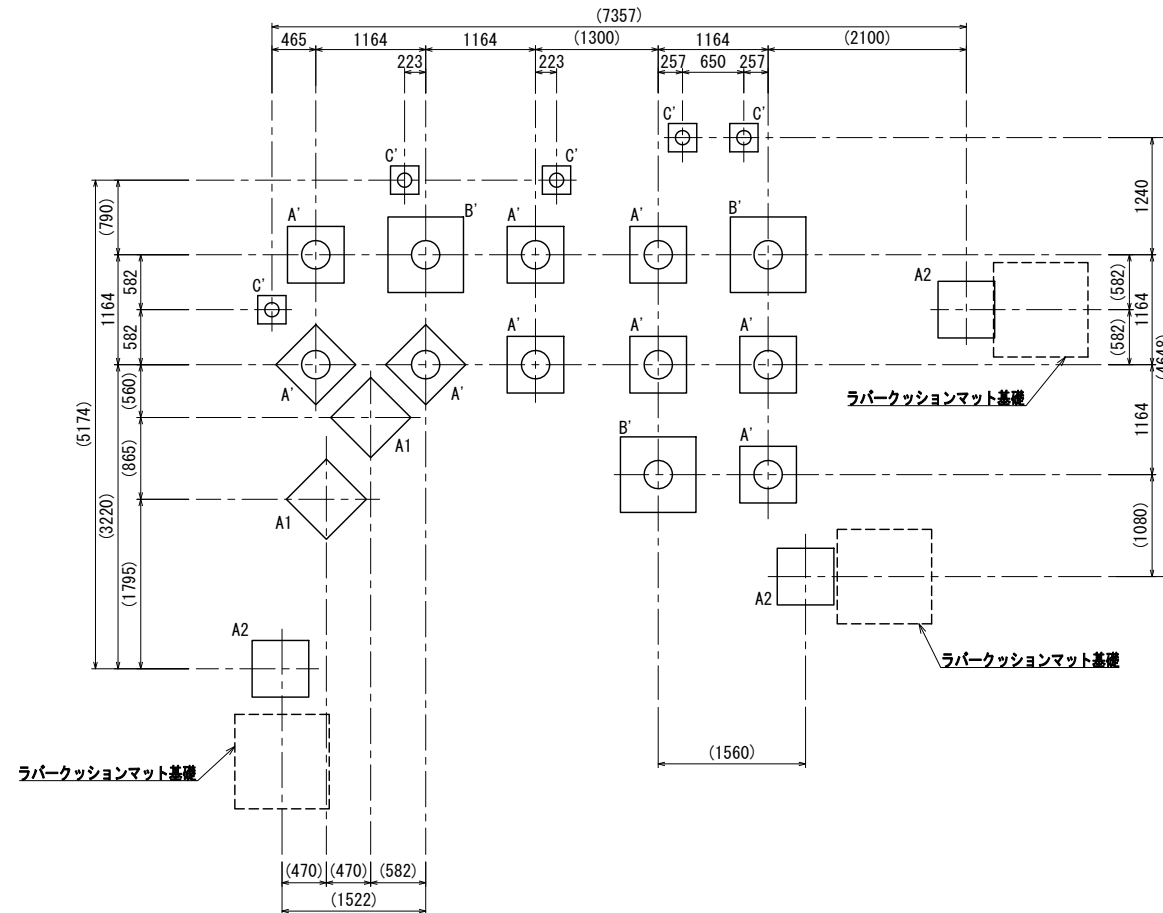 (7357)
465
1164
1164
(1300)
1164
(2100)
223
223
257
650
257
C'
C'
C'
C'
A'
B'
A'
A'
B'
C'
A2
A'
A'
A'
A'
A'
A1
B'
A'
A1
A2
A2
(790)
582
1164
582
(560)
(5174)
(865)
(3220)
(1795)
1240
(582)
1164
(582)
(4648)
1164
(1080)
ラバークッションマット基礎
ラバークッションマット基礎
ラバークッションマット基礎
(1560)
(470)
(470)
(582)
(1522)